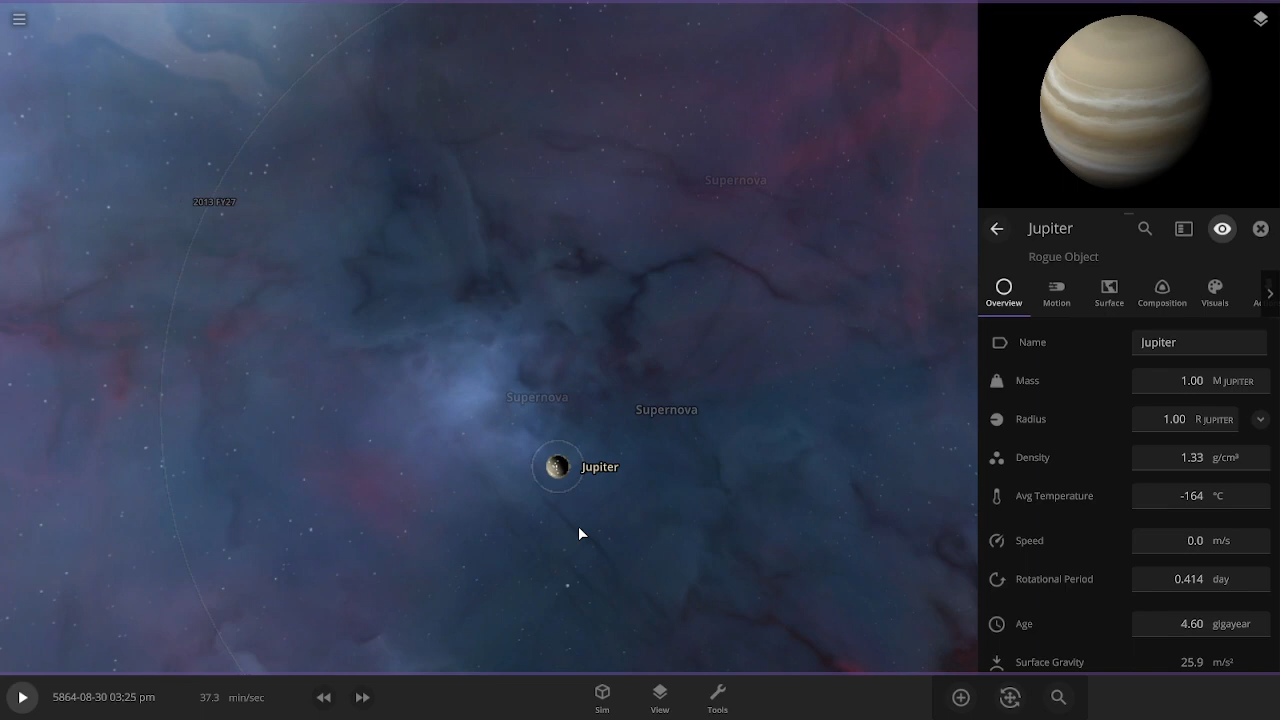 Supernova
2013 FY27
Supernova
Supernova
Jupiter
Jupiter
Rogue Object
Overview
Motion
Surface
Composition
Visuals
Name
Jupiter
Mass
1.00 M JUPITER
Radius
1.00 R JUPITER
Density
1.33 g/cm³
Avg Temperature
-164 °C
Speed
0.0 m/s
Rotational Period
0.414 day
Age
4.60 gigayear
Surface Gravity
25.9 m/s²
5864-08-30 03:25 pm
37.3 min/sec
Sim
View
Tools